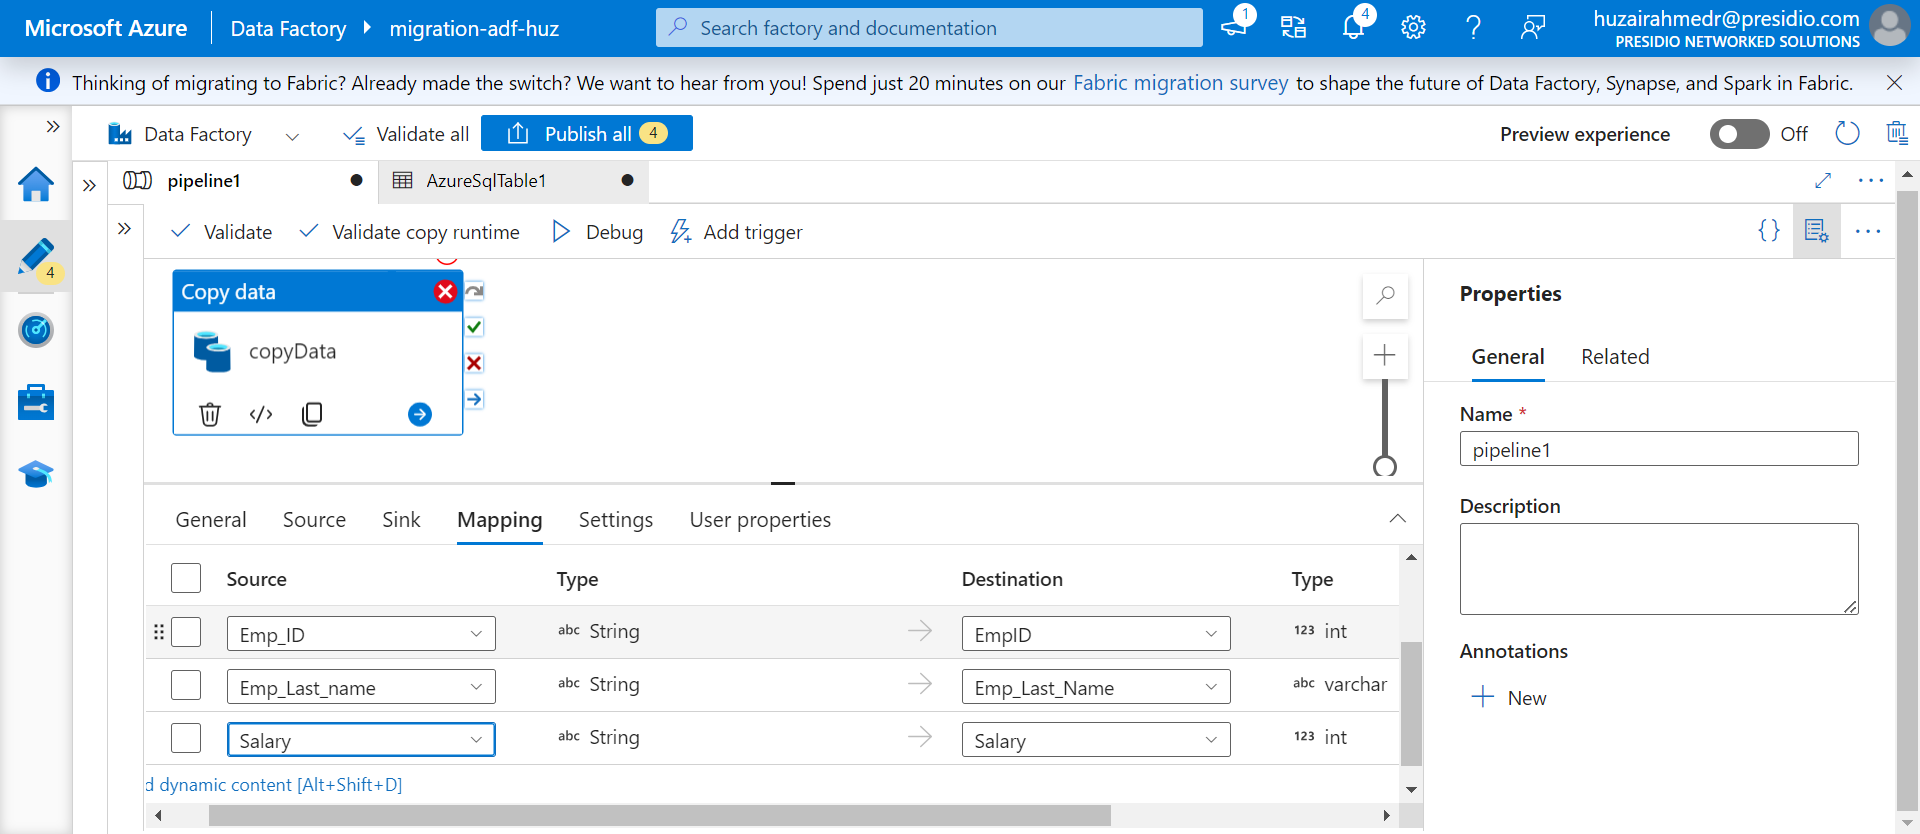 Microsoft Azure
Data Factory
migration-adf-huz
Search factory and documentation
1
4
huzairahmedr@presidio.com
PRESIDIO NETWORKED SOLUTIONS
Thinking of migrating to Fabric? Already made the switch? We want to hear from you! Spend just 20 minutes on our Fabric migration survey to shape the future of Data Factory, Synapse, and Spark in Fabric.
Data Factory
Validate all
Publish all 4
Preview experience
Off
pipeline1
AzureSqlTable1
Validate
Validate copy runtime
Debug
Add trigger
4
Copy data
copyData
Properties
General
Related
Name *
pipeline1
Description
Annotations
New
General
Source
Sink
Mapping
Settings
User properties
Source Type Destination Type
Emp_ID abc String EmpID 123 int
Emp_Last_name abc String Emp_Last_Name abc varchar
Salary abc String Salary 123 int
d dynamic content [Alt+Shift+D]